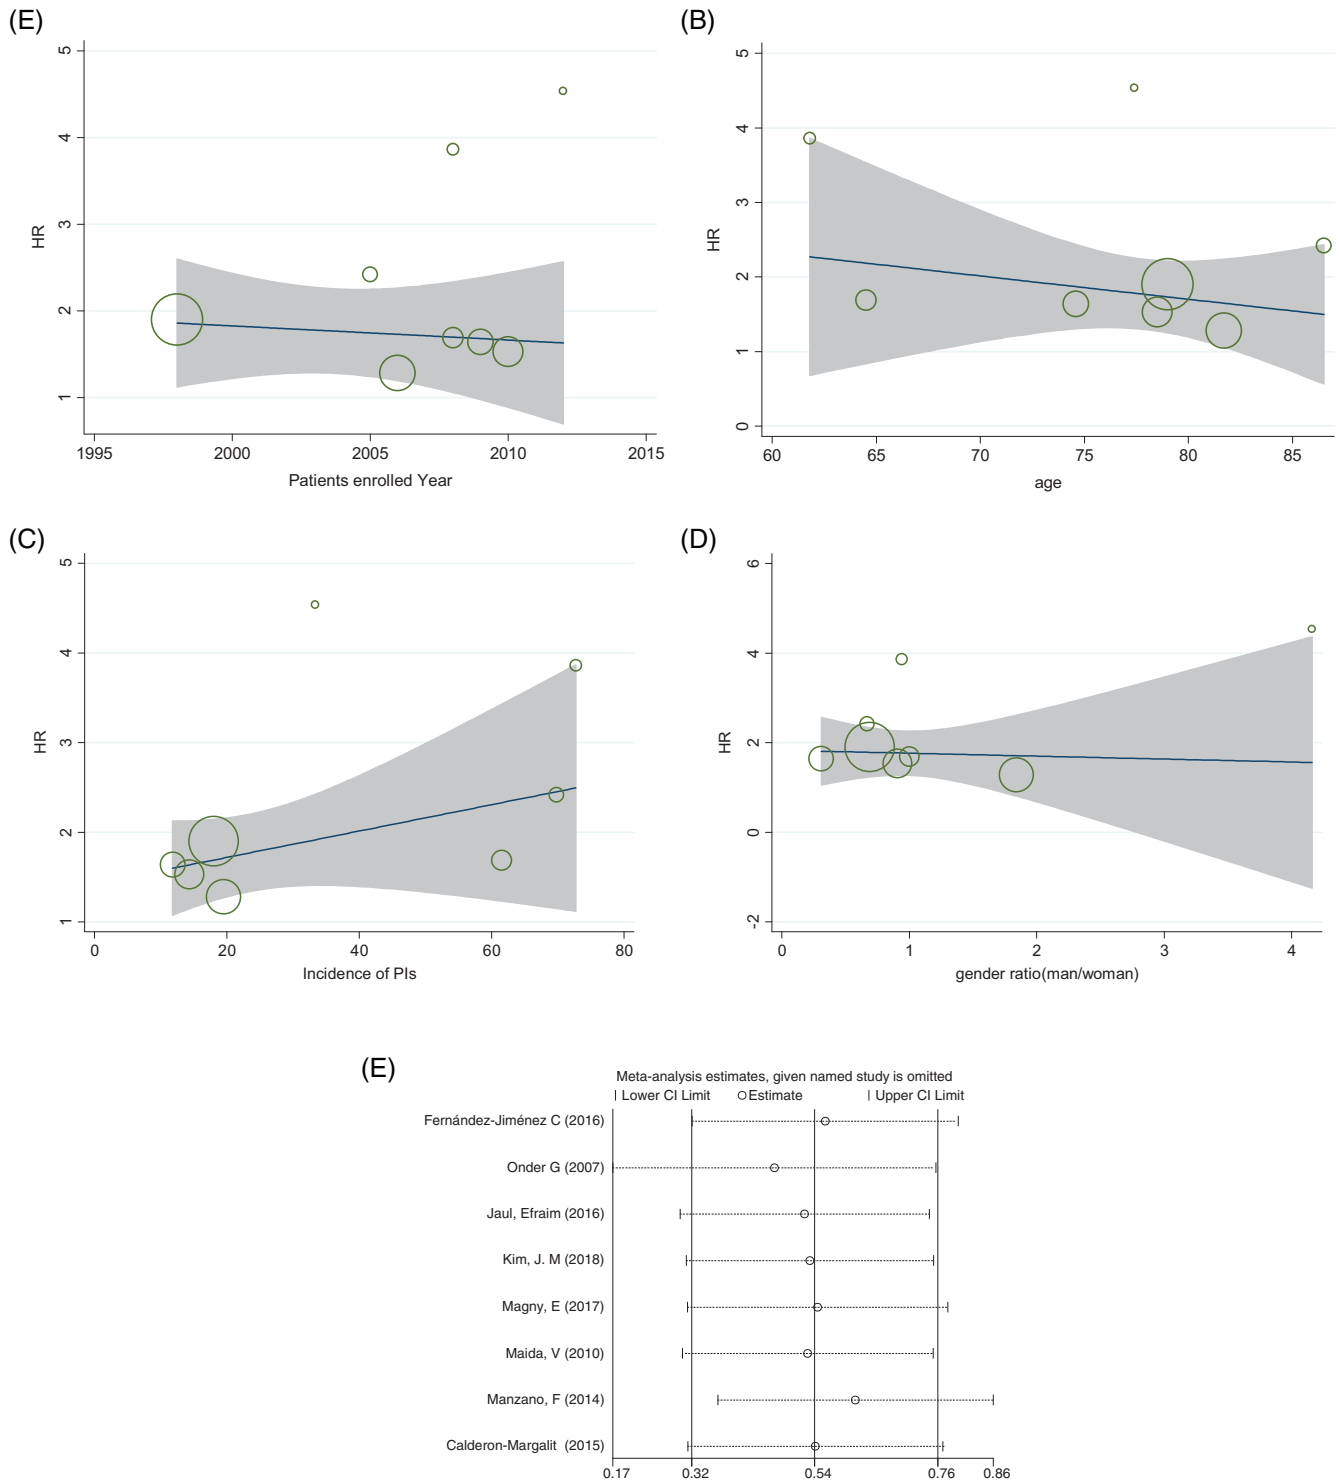 (E)
5
4
3
2
1
HR
1995 2000 2005 2010 2015
Patients enrolled Year
(B)
5
4
3
2
1
0
HR
60 65 70 75 80 85
age
(C)
5
4
3
2
1
HR
0 20 40 60 80
Incidence of PIs
(D)
6
4
2
0
-2
HR
0 1 2 3 4
gender ratio(man/woman)
(E)
Meta-analysis estimates, given named study is omitted
Lower CI Limit Estimate Upper CI Limit
Fernández-Jiménez C (2016)
Onder G (2007)
Jaul, Efraim (2016)
Kim, J. M (2018)
Magny, E (2017)
Maida, V (2010)
Manzano, F (2014)
Calderon-Margalit (2015)
0.17 0.32 0.54 0.76 0.86